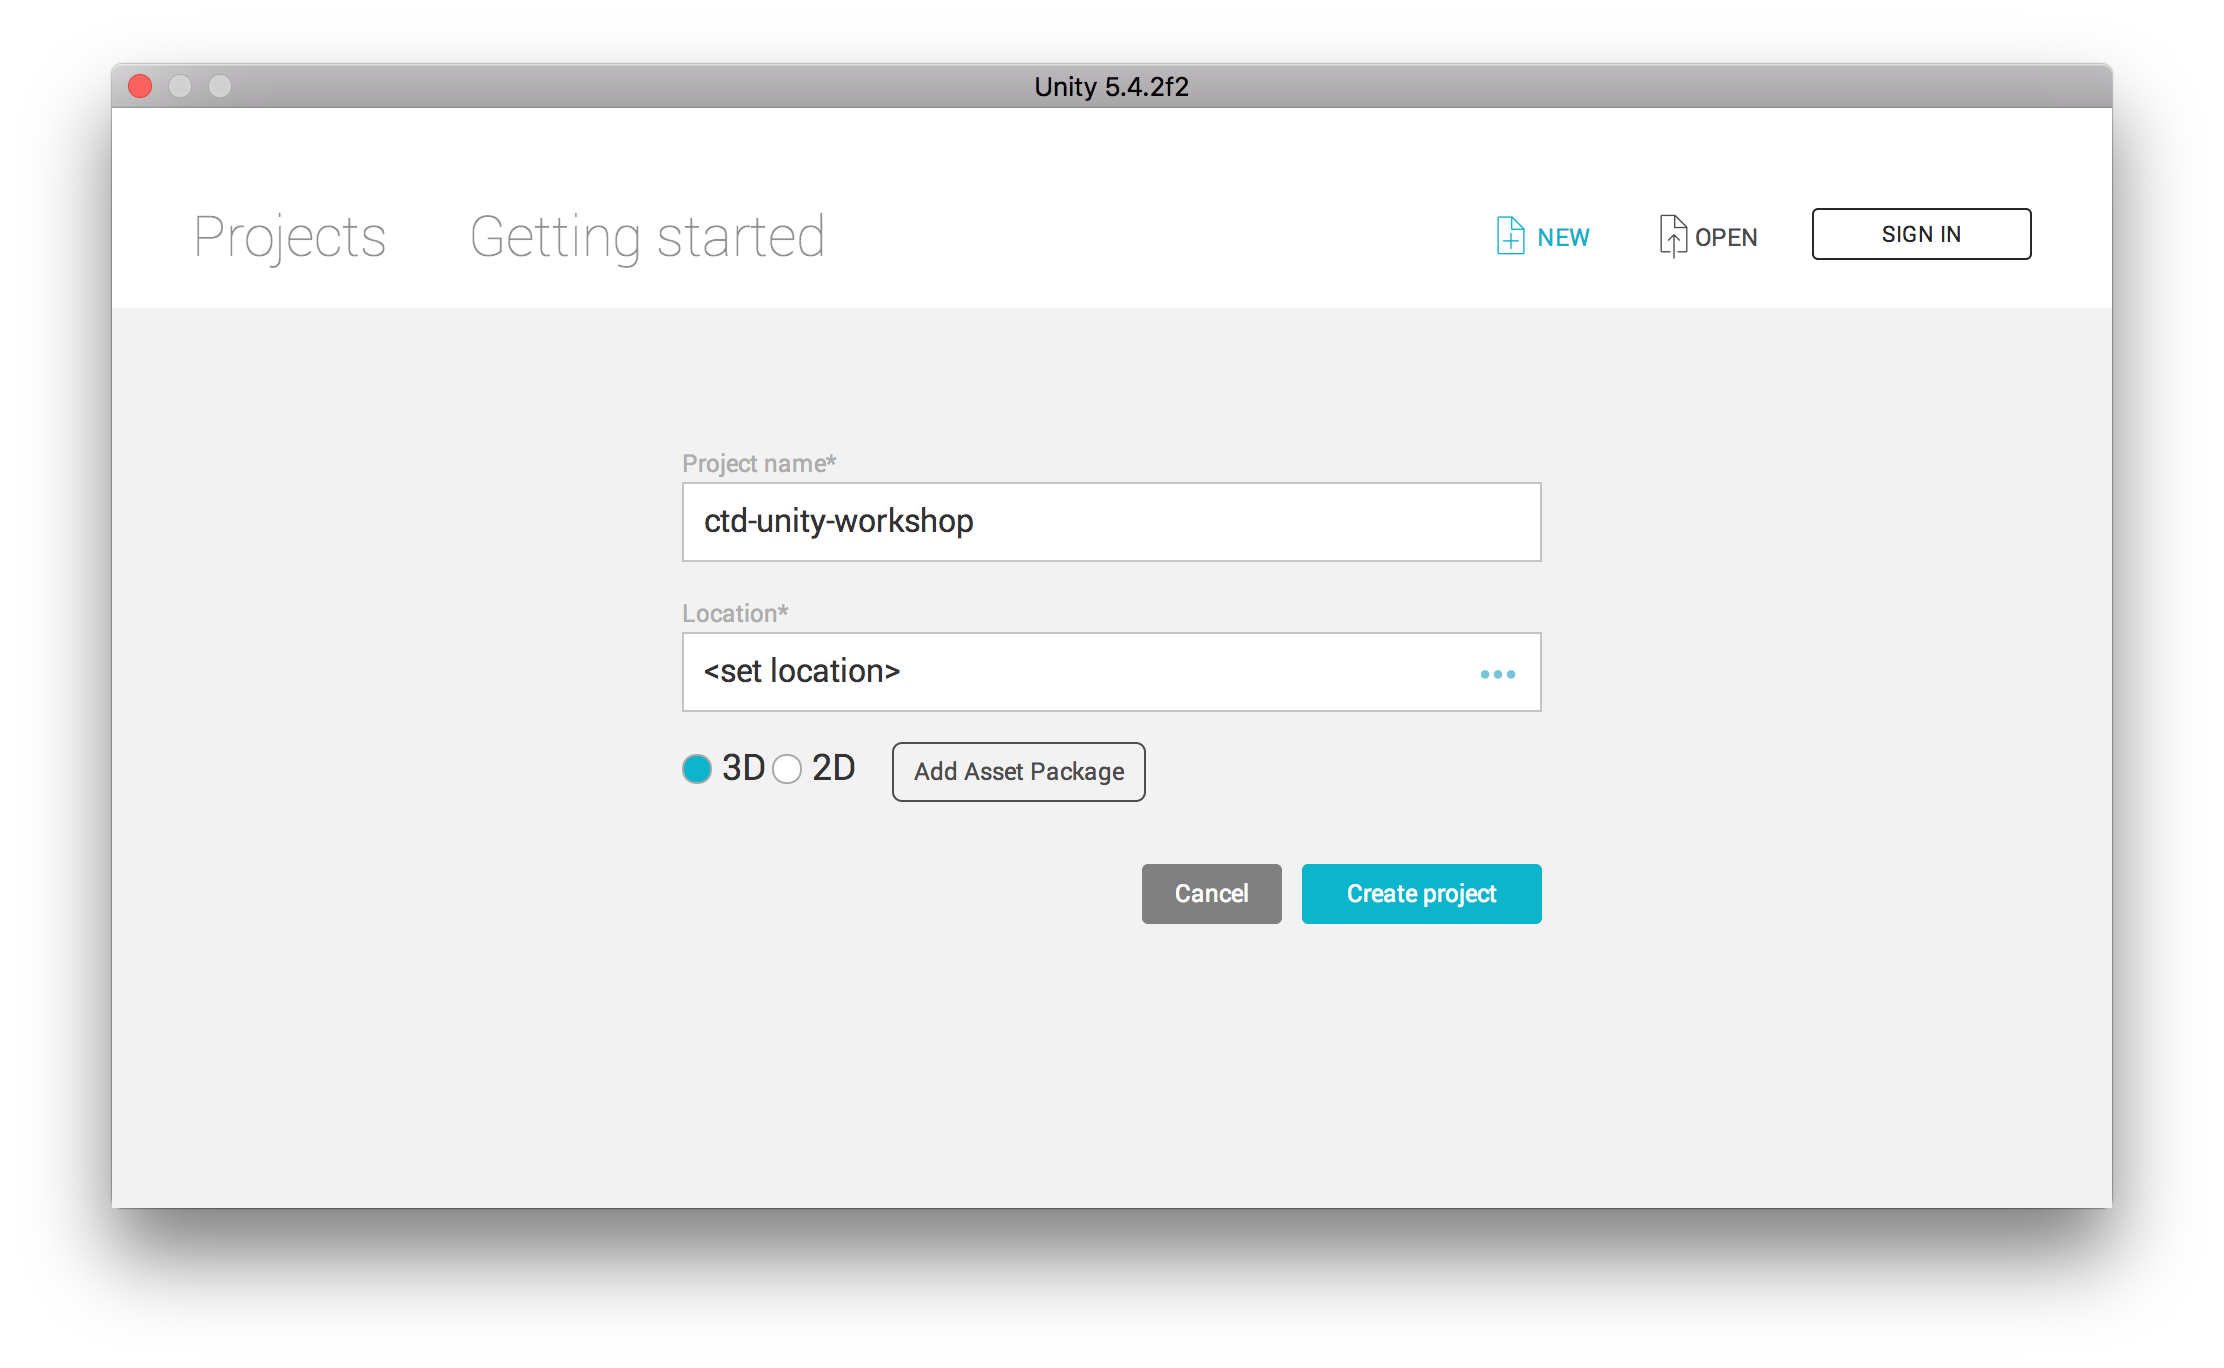 Unity 5.4.2f2
Projects Getting started NEW OPEN SIGN IN
Project name*
ctd-unity-workshop
Location*
<set location>
3D 2D Add Asset Package
Cancel Create project